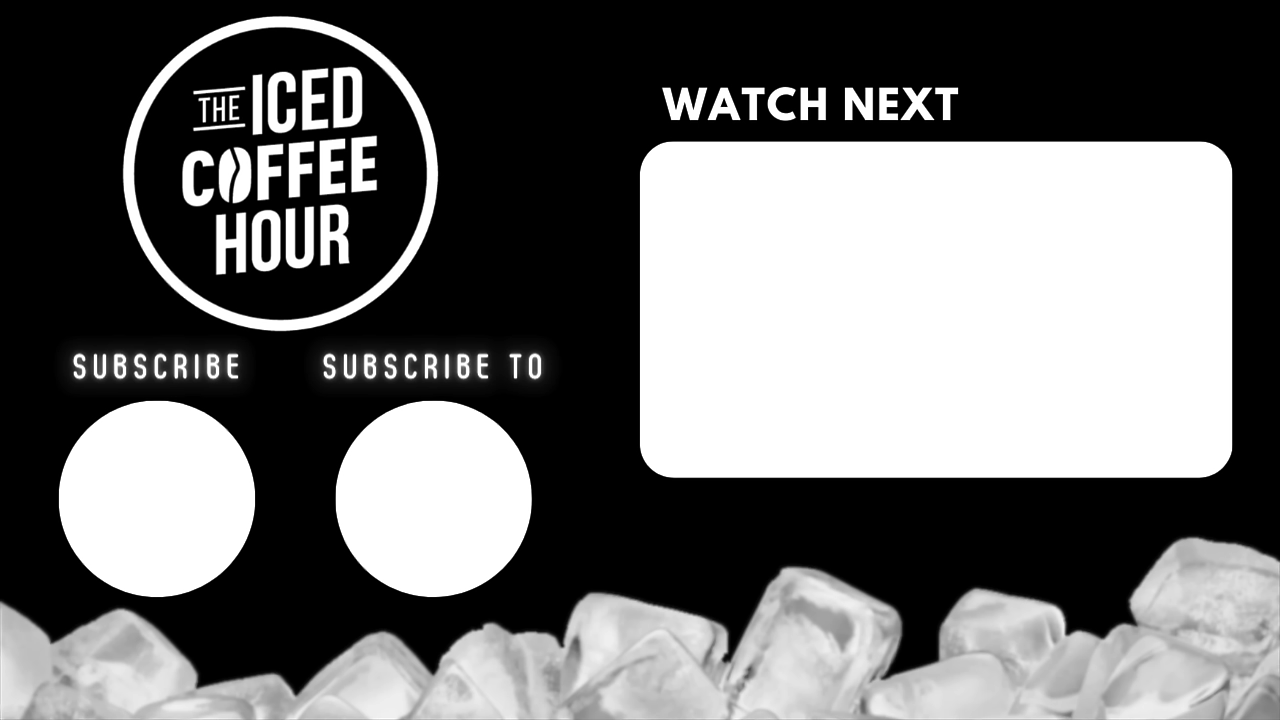 THE ICED
COFFEE
HOUR
WATCH NEXT
SUBSCRIBE
SUBSCRIBE TO